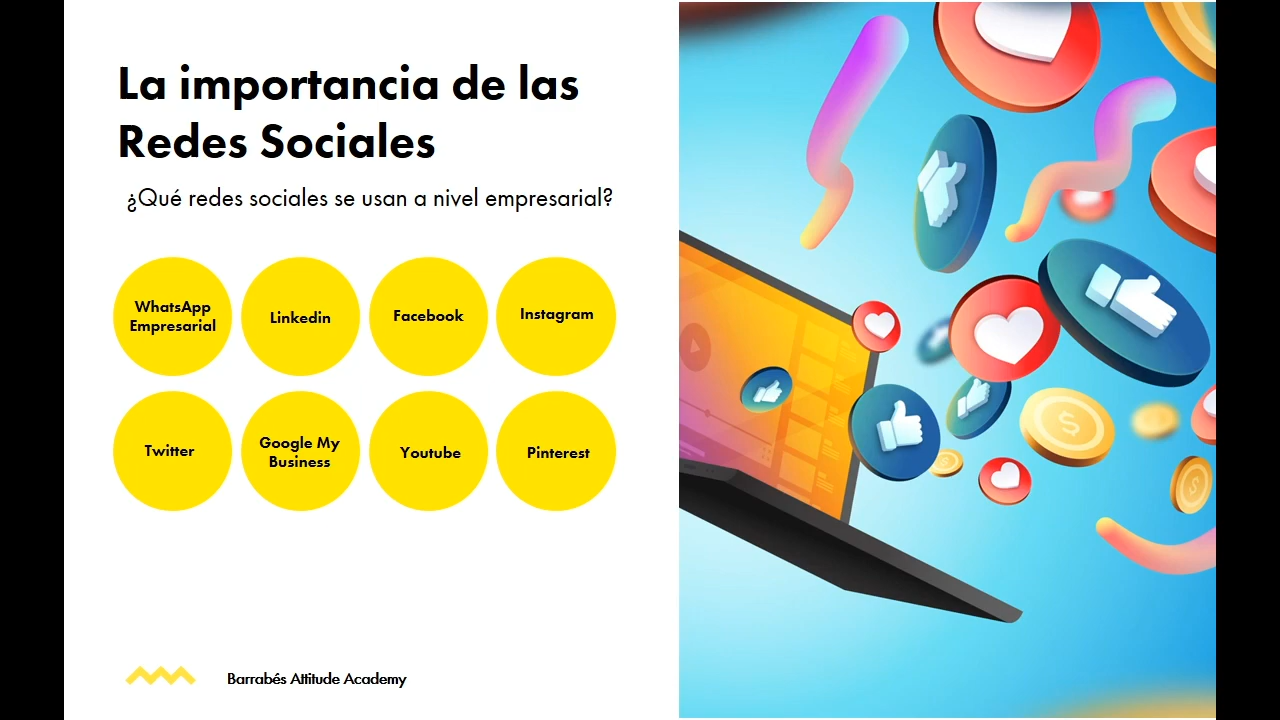 La importancia de las
Redes Sociales
¿Qué redes sociales se usan a nivel empresarial?
WhatsApp
Empresarial
Linkedin
Facebook
Instagram
Twitter
Google My
Business
Youtube
Pinterest
Barrabés Attitude Academy